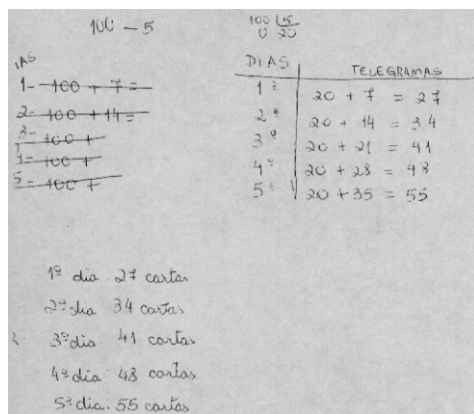 100 - 5
IAS
1- 100 + 7 =
2- 100 + 14 =
3- 100 +
4- 100 +
5- 100 +
100 | 5
0 20
DIAS TELEGRAMAS
1º 20 + 7 = 27
2º 20 + 14 = 34
3º 20 + 21 = 41
4º 20 + 28 = 48
5º 20 + 35 = 55
1º dia 27 cartas
2º dia 34 cartas
3º dia 41 cartas
4º dia 48 cartas
5º dia. 55 cartas